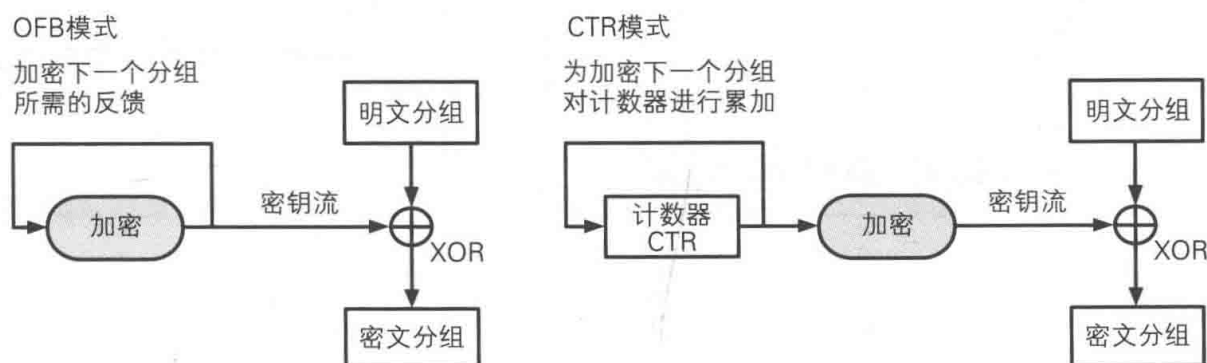 OFB模式
加密下一个分组
所需的反馈
明文分组
加密
密钥流
XOR
密文分组
CTR模式
为加密下一个分组
对计数器进行累加
明文分组
计数器
CTR
加密
密钥流
XOR
密文分组